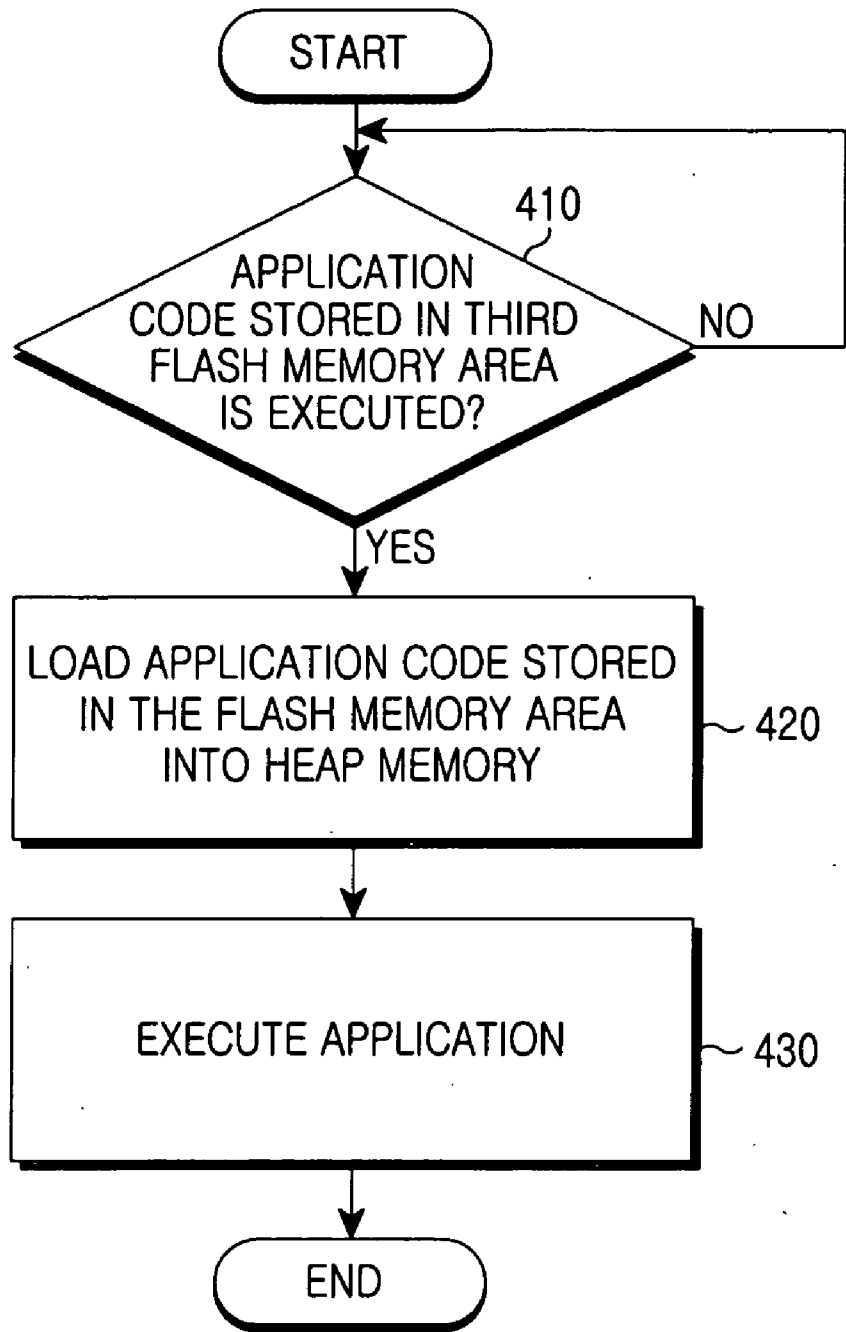 START
410
APPLICATION
CODE STORED IN THIRD
FLASH MEMORY AREA
IS EXECUTED?
NO
YES
LOAD APPLICATION CODE STORED
IN THE FLASH MEMORY AREA
INTO HEAP MEMORY
420
EXECUTE APPLICATION
430
END